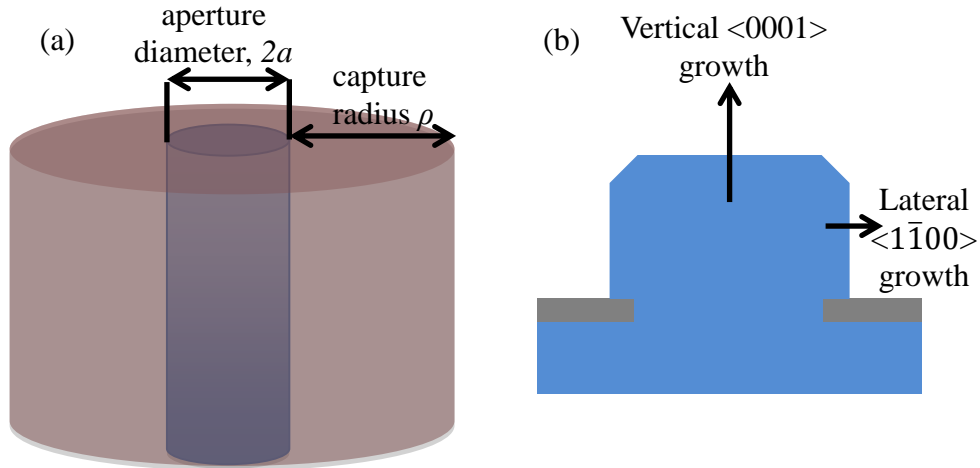 (a)
aperture
diameter, 2a
capture
radius ρ
(b)
Vertical <0001>
growth
Lateral
<11̄00>
growth